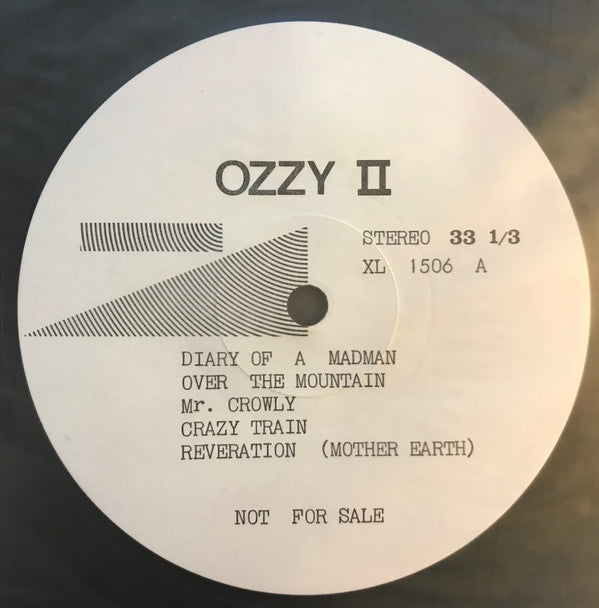 OZZY II
STEREO 33 1/3
XL 1506 A
DIARY OF A MADMAN
OVER THE MOUNTAIN
Mr. CROWLY
CRAZY TRAIN
REVERATION (MOTHER EARTH)
NOT FOR SALE